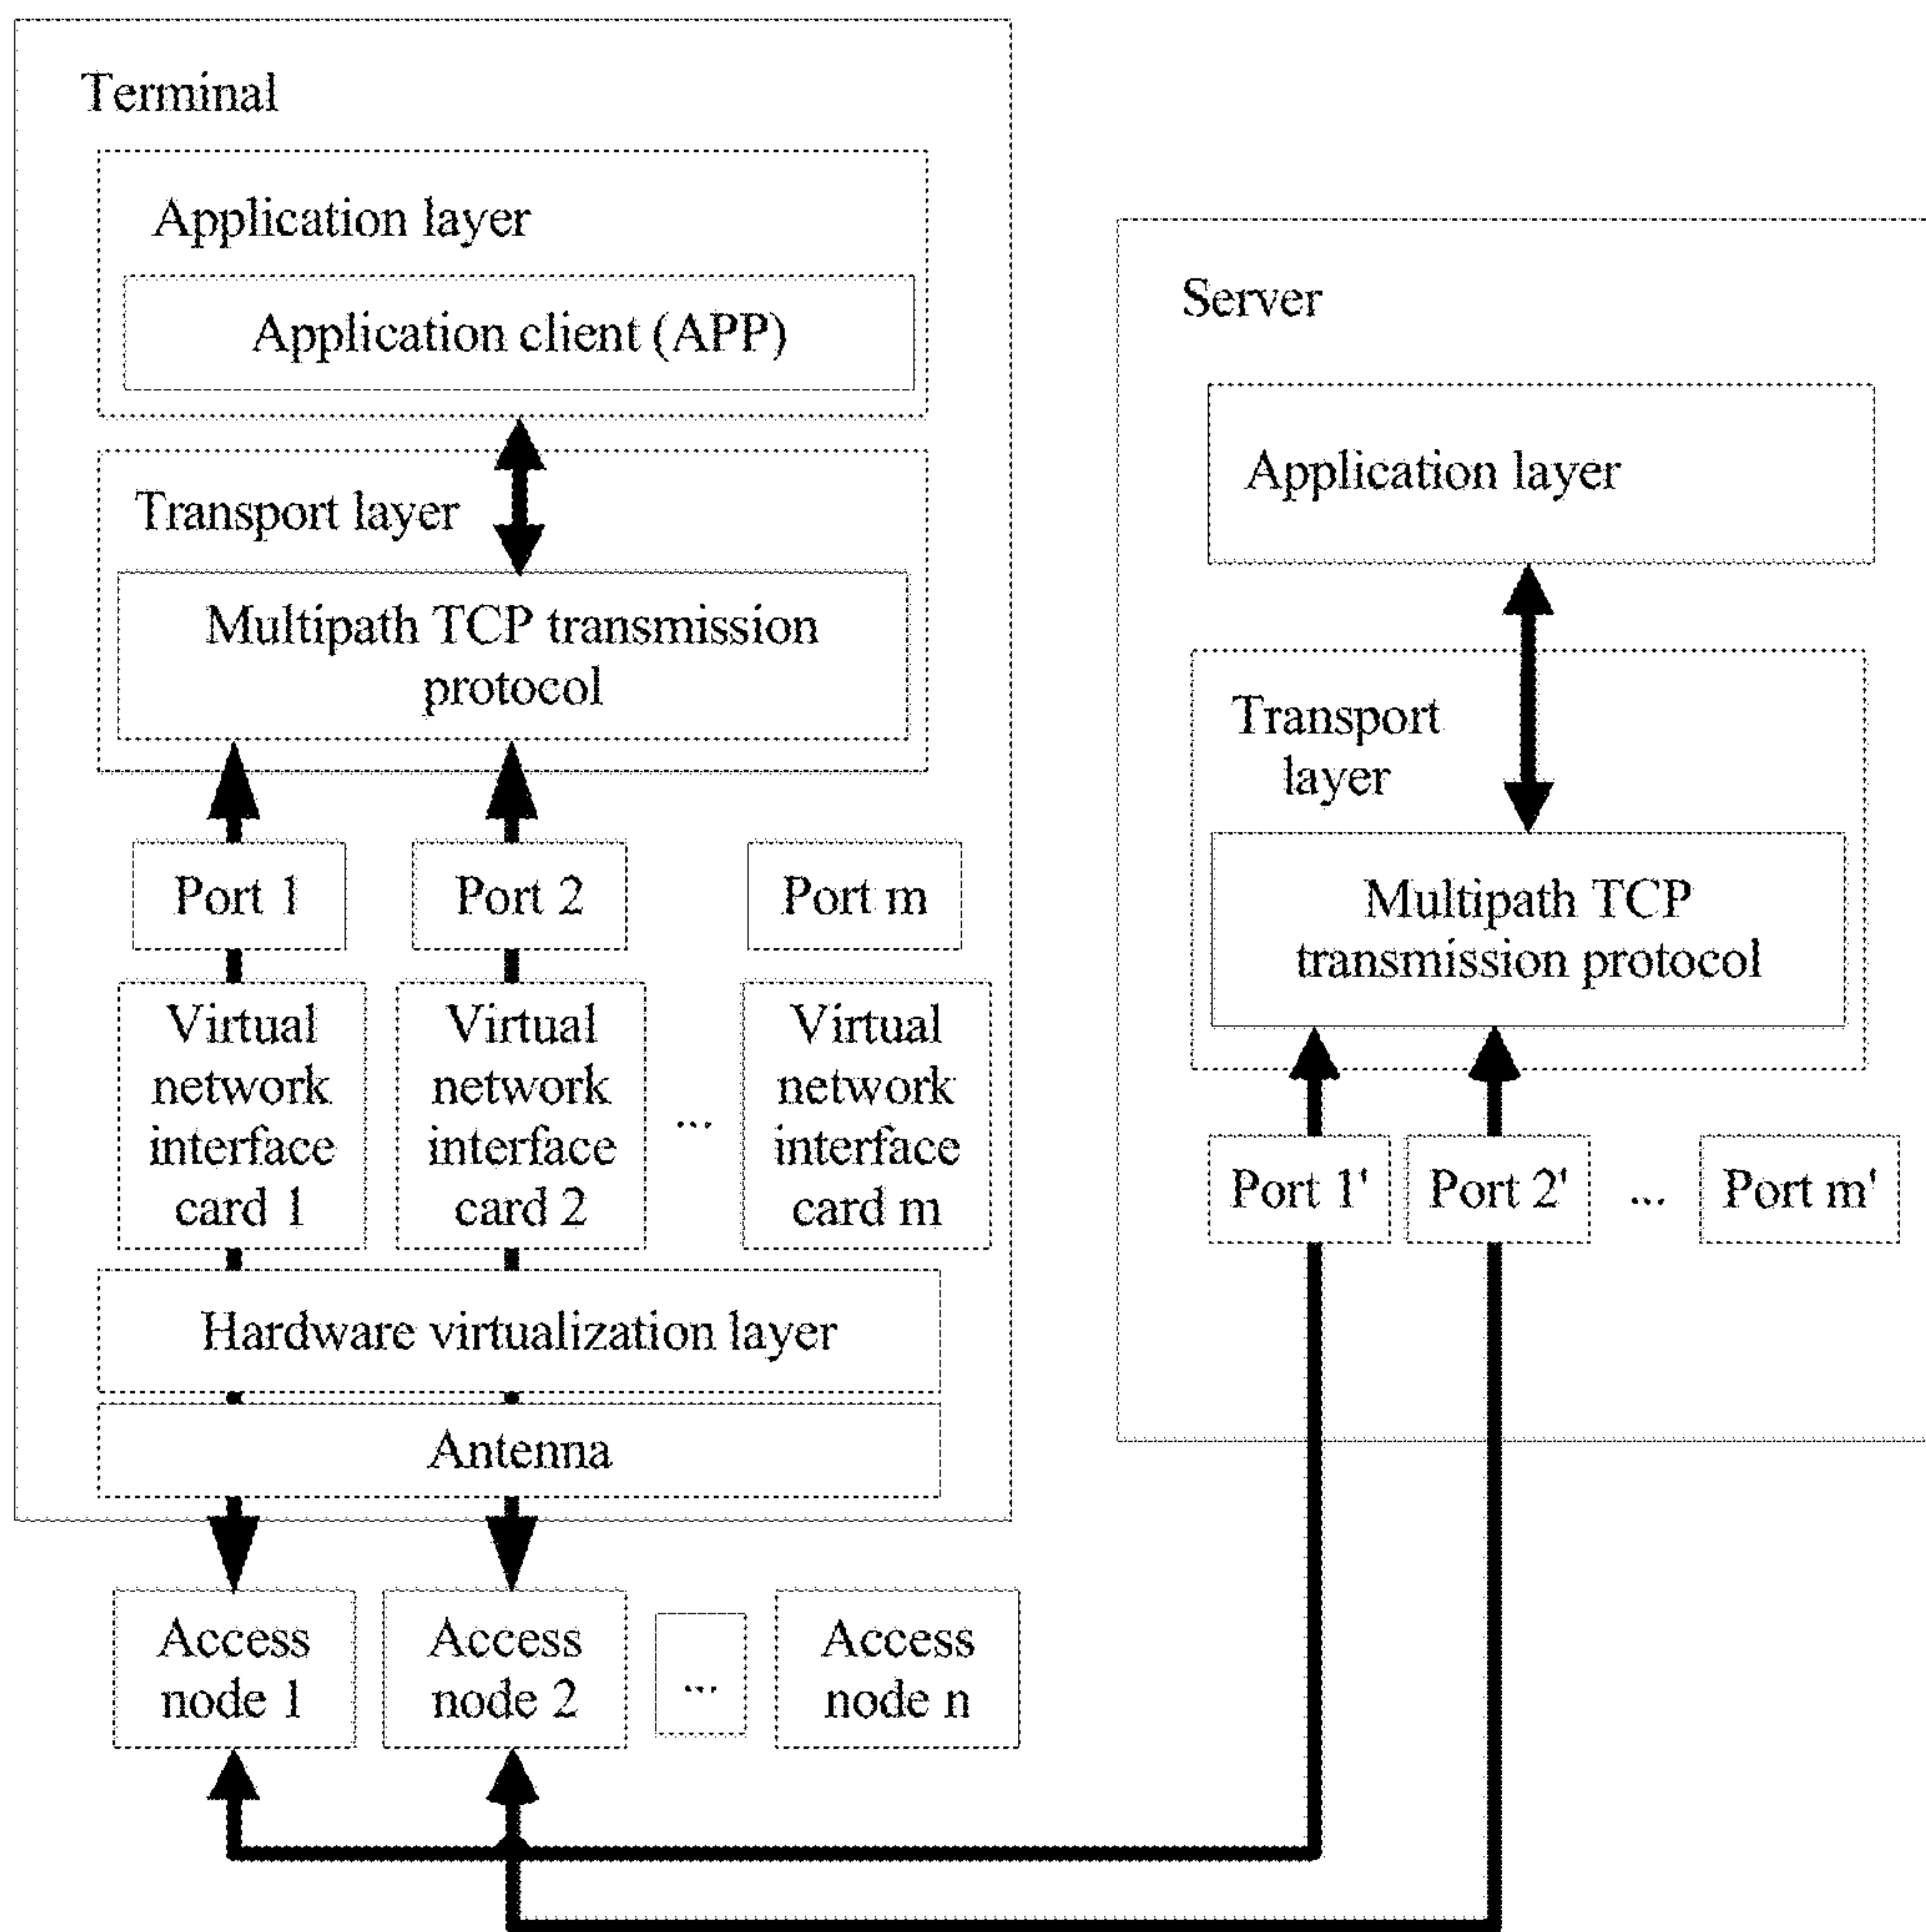 Terminal
Application layer
Application client (APP)
Transport layer
Multipath TCP transmission
protocol
Port 1
Port 2
Port m
Virtual
network
interface
card 1
Virtual
network
interface
card 2
...
Virtual
network
interface
card m
Hardware virtualization layer
Antenna
Access
node 1
Access
node 2
...
Access
node n
Server
Application layer
Transport
layer
Multipath TCP
transmission protocol
Port 1'
Port 2'
...
Port m'